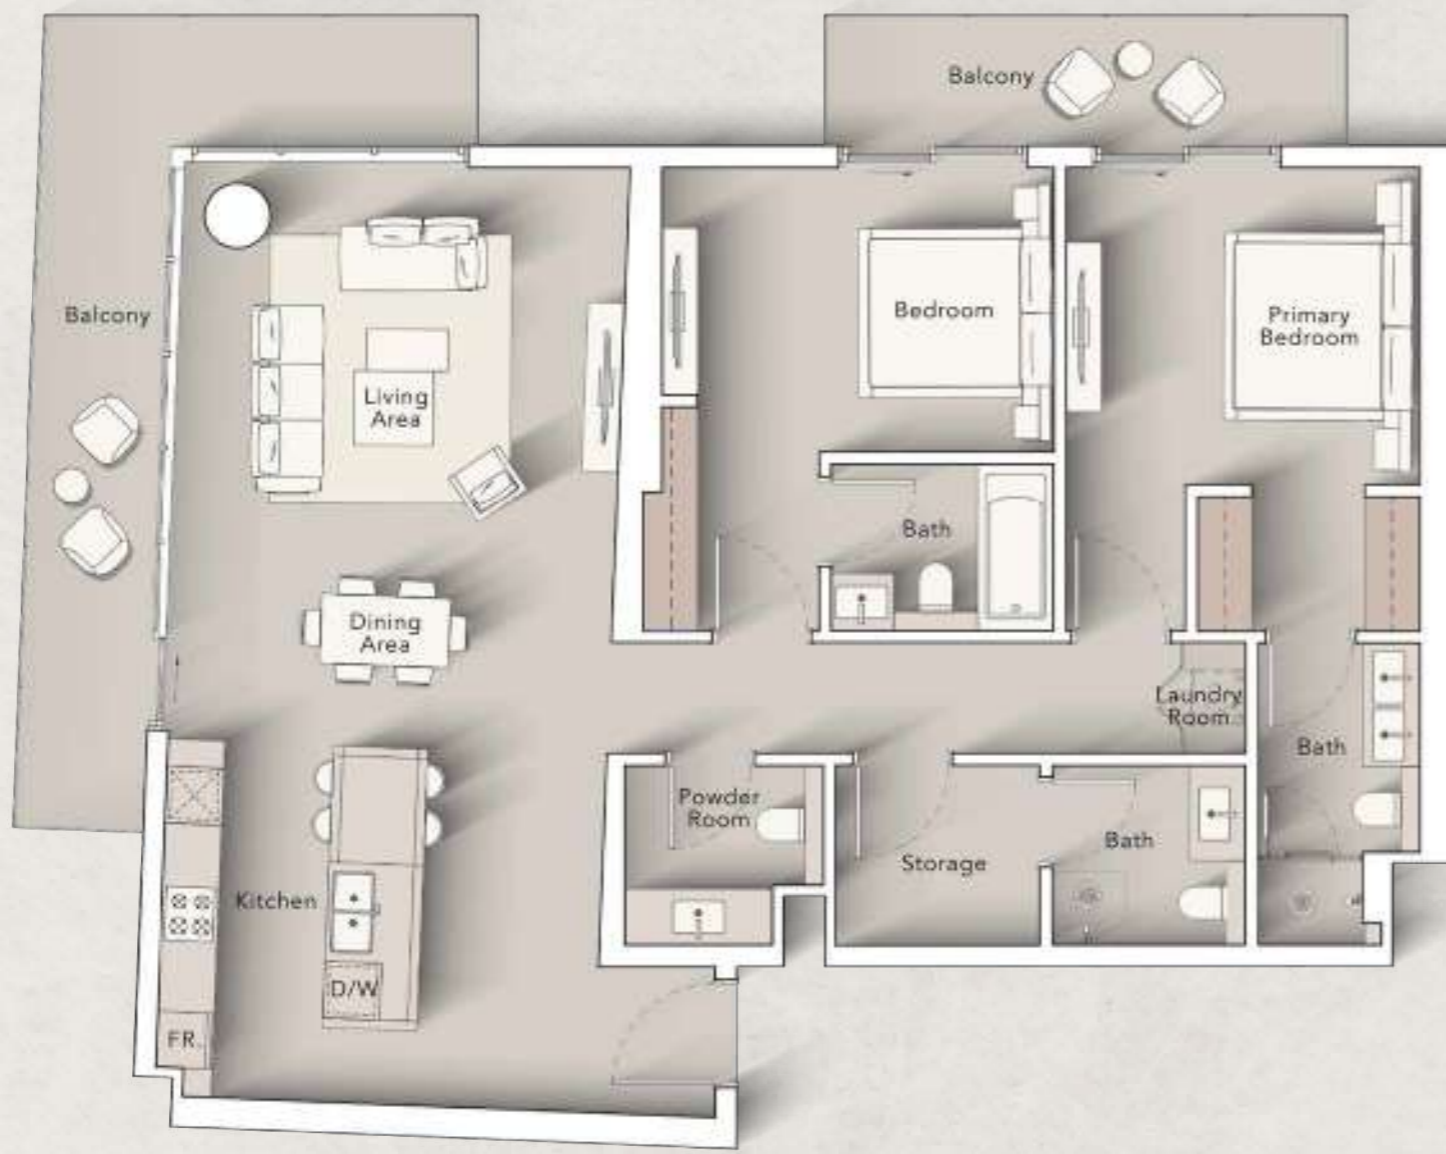 Balcony
Balcony
Bedroom
Primary
Bedroom
Living
Area
Bath
Dining
Area
Laundry
Room
Bath
Powder
Room
Bath
Storage
Kitchen
D/W
FR.